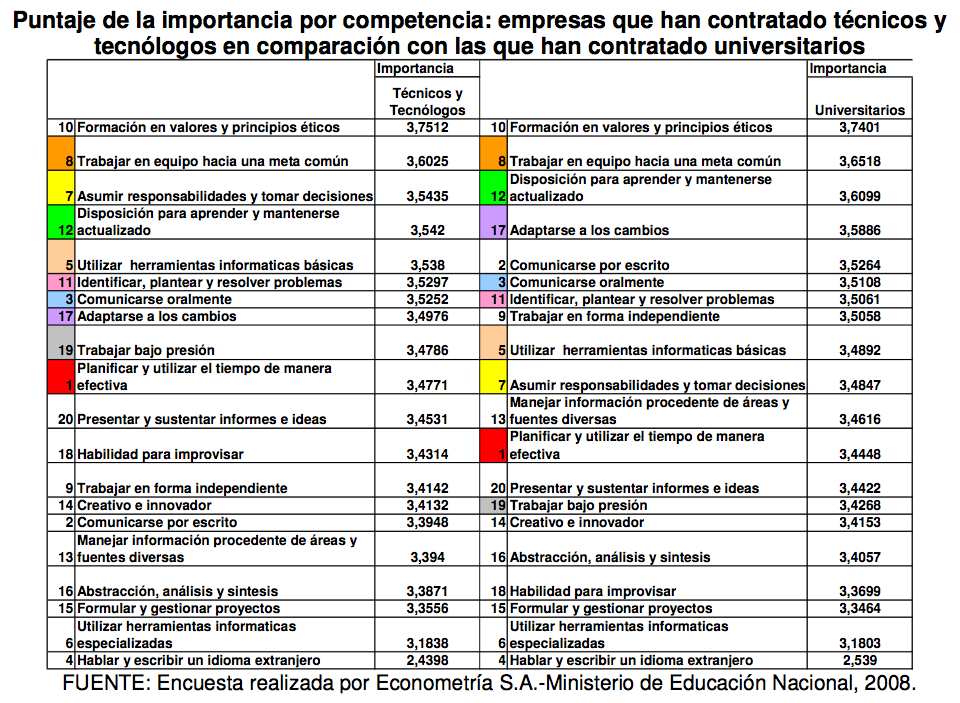 Puntaje de la importancia por competencia: empresas que han contratado técnicos y
tecnólogos en comparación con las que han contratado universitarios
Importancia Importancia
Técnicos y
Tecnólogos Universitarios
10 Formación en valores y principios éticos 3,7512 10 Formación en valores y principios éticos 3,7401
8 Trabajar en equipo hacia una meta común 3,6025 8 Trabajar en equipo hacia una meta común 3,6518
7 Asumir responsabilidades y tomar decisiones 3,5435 Disposición para aprender y mantenerse
12 actualizado 3,6099
Disposición para aprender y mantenerse
12 actualizado 3,542 17 Adaptarse a los cambios 3,5886
5 Utilizar herramientas informaticas básicas 3,538 2 Comunicarse por escrito 3,5264
11 Identificar, plantear y resolver problemas 3,5297 3 Comunicarse oralmente 3,5108
3 Comunicarse oralmente 3,5252 11 Identificar, plantear y resolver problemas 3,5061
17 Adaptarse a los cambios 3,4976 9 Trabajar en forma independiente 3,5058
19 Trabajar bajo presión 3,4786 5 Utilizar herramientas informaticas básicas 3,4892
Planificar y utilizar el tiempo de manera
1 efectiva 3,4771 7 Asumir responsabilidades y tomar decisiones 3,4847
Manejar información procedente de áreas y
20 Presentar y sustentar informes e ideas 3,4531 13 fuentes diversas 3,4616
Planificar y utilizar el tiempo de manera
18 Habilidad para improvisar 3,4314 1 efectiva 3,4448
9 Trabajar en forma independiente 3,4142 20 Presentar y sustentar informes e ideas 3,4422
14 Creativo e innovador 3,4132 19 Trabajar bajo presión 3,4268
2 Comunicarse por escrito 3,3948 14 Creativo e innovador 3,4153
Manejar información procedente de áreas y
13 fuentes diversas 3,394 16 Abstracción, análisis y sintesis 3,4057
16 Abstracción, análisis y sintesis 3,3871 18 Habilidad para improvisar 3,3699
15 Formular y gestionar proyectos 3,3556 15 Formular y gestionar proyectos 3,3464
Utilizar herramientas informaticas Utilizar herramientas informaticas
6 especializadas 3,1838 6 especializadas 3,1803
4 Hablar y escribir un idioma extranjero 2,4398 4 Hablar y escribir un idioma extranjero 2,539
FUENTE: Encuesta realizada por Econometría S.A.-Ministerio de Educación Nacional, 2008.